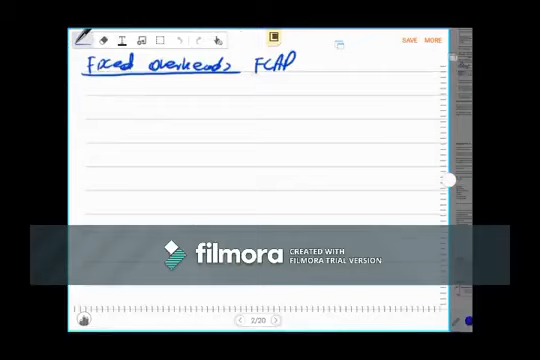 SAVE MORE
Fixed overheads FCAP
filmora CREATED WITH
FILMORA TRIAL VERSION
2/20